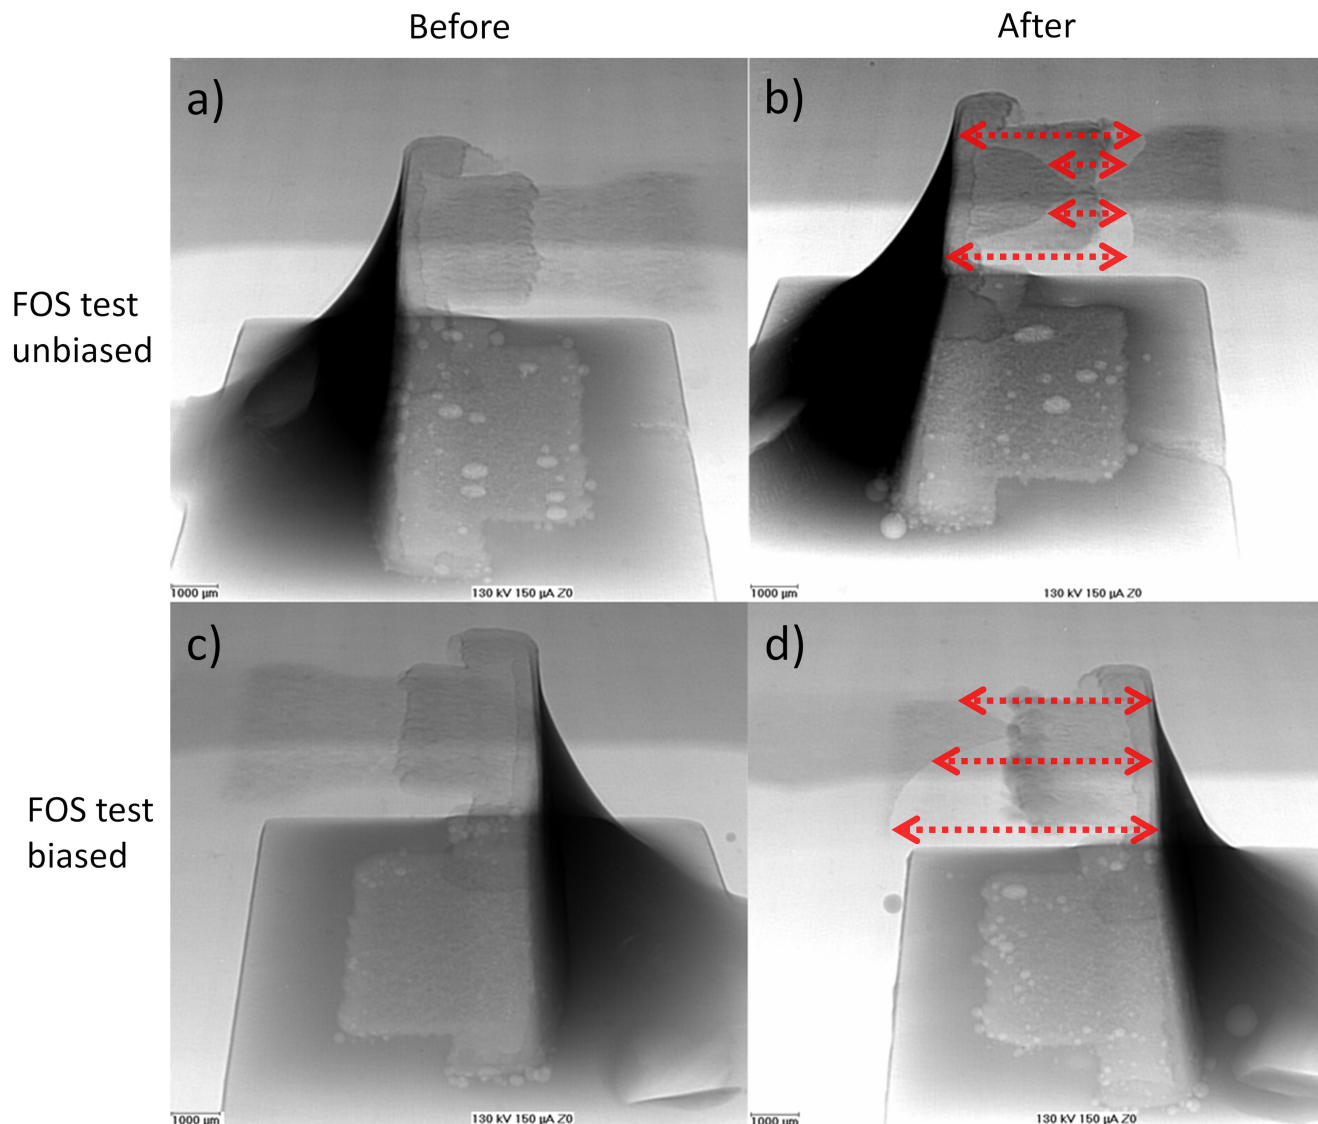 Before
After
a)
b)
FOS test
unbiased
1000 µm
130 kV 150 µA Z0
1000 µm
130 kV 150 µA Z0
c)
d)
FOS test
biased
1000 µm
130 kV 150 µA Z0
1000 µm
130 kV 150 µA Z0